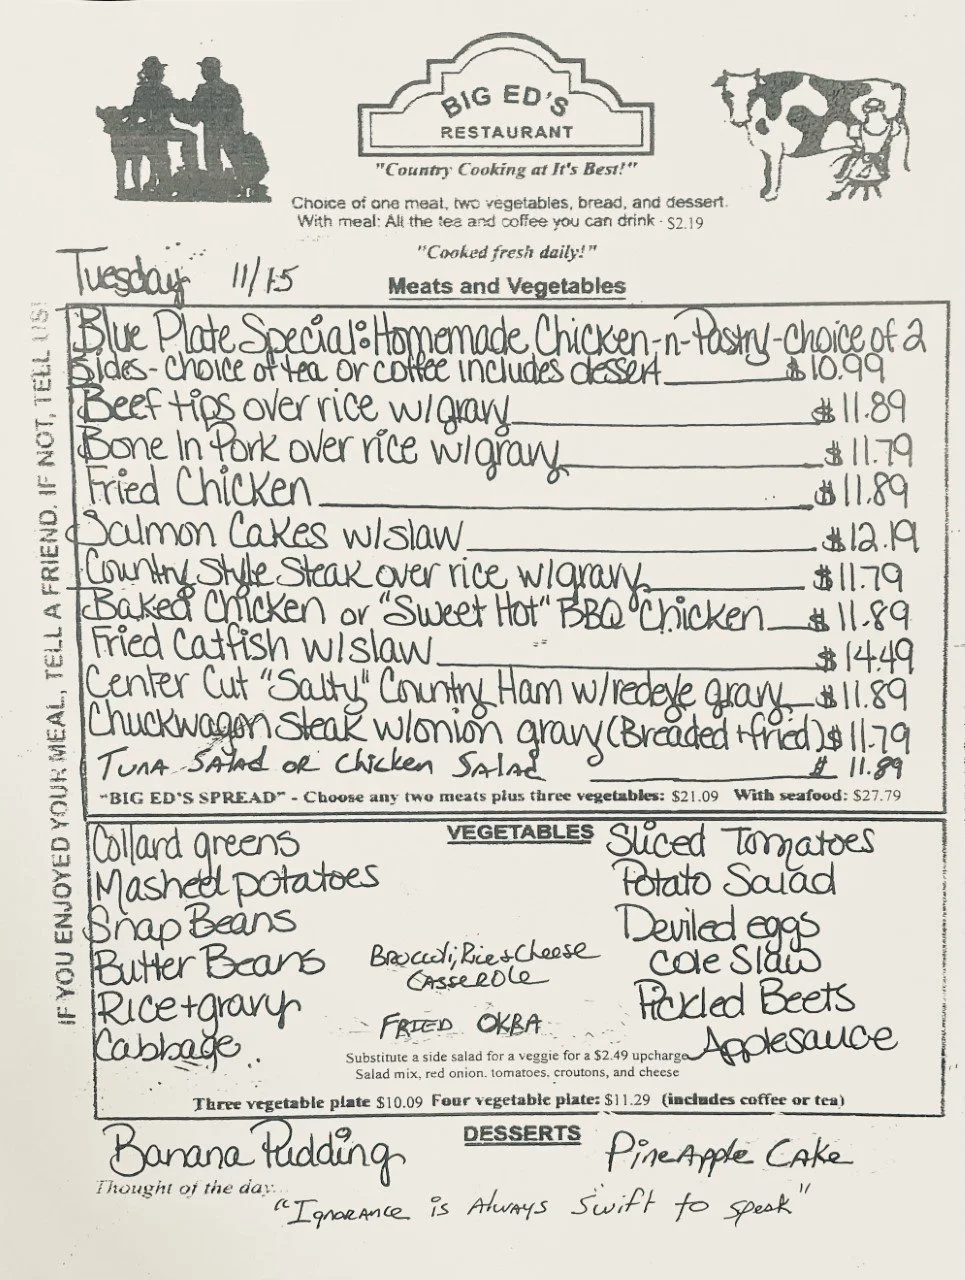 BIG ED'S
RESTAURANT
"Country Cooking at It's Best!"
Choice of one meat, two vegetables, bread, and dessert.
With meal: All the tea and coffee you can drink - $2.19
"Cooked fresh daily!"
Tuesday 11/15
Meats and Vegetables
IF YOU ENJOYED YOUR MEAL, TELL A FRIEND. IF NOT, TELL US!
Blue Plate Special: Homemade Chicken-n-Pastry-choice of 2
Sides- choice of tea or coffee includes dessert $10.99
Beef tips over rice w/gravy $11.89
Bone In Pork over rice w/gravy $11.79
Fried Chicken $11.89
Salmon Cakes w/slaw $12.19
Country Style Steak over rice w/gravy $11.79
Baked Chicken or "Sweet Hot" BBQ Chicken $11.89
Fried Catfish w/slaw $14.49
Center Cut "Salty" Country Ham w/redeye gravy $11.89
Chuckwagon Steak w/onion gravy (Breaded + fried) $11.79
Tuna Salad or Chicken Salad $11.89
"BIG ED'S SPREAD" - Choose any two meats plus three vegetables: $21.09 With seafood: $27.79
VEGETABLES
Collard greens
Mashed potatoes
Snap Beans
Butter Beans
Rice + gravy
Cabbage
Broccoli, Rice + Cheese
Casserole
FRIED OKRA
Sliced Tomatoes
Potato Salad
Deviled eggs
Cole Slaw
Pickled Beets
Applesauce
Substitute a side salad for a veggie for a $2.49 upcharge
Salad mix, red onion, tomatoes, croutons, and cheese
Three vegetable plate $10.09 Four vegetable plate: $11.29 (includes coffee or tea)
DESSERTS
Banana Pudding
PineApple CAke
Thought of the day...
"Ignorance is Always Swift to speak"